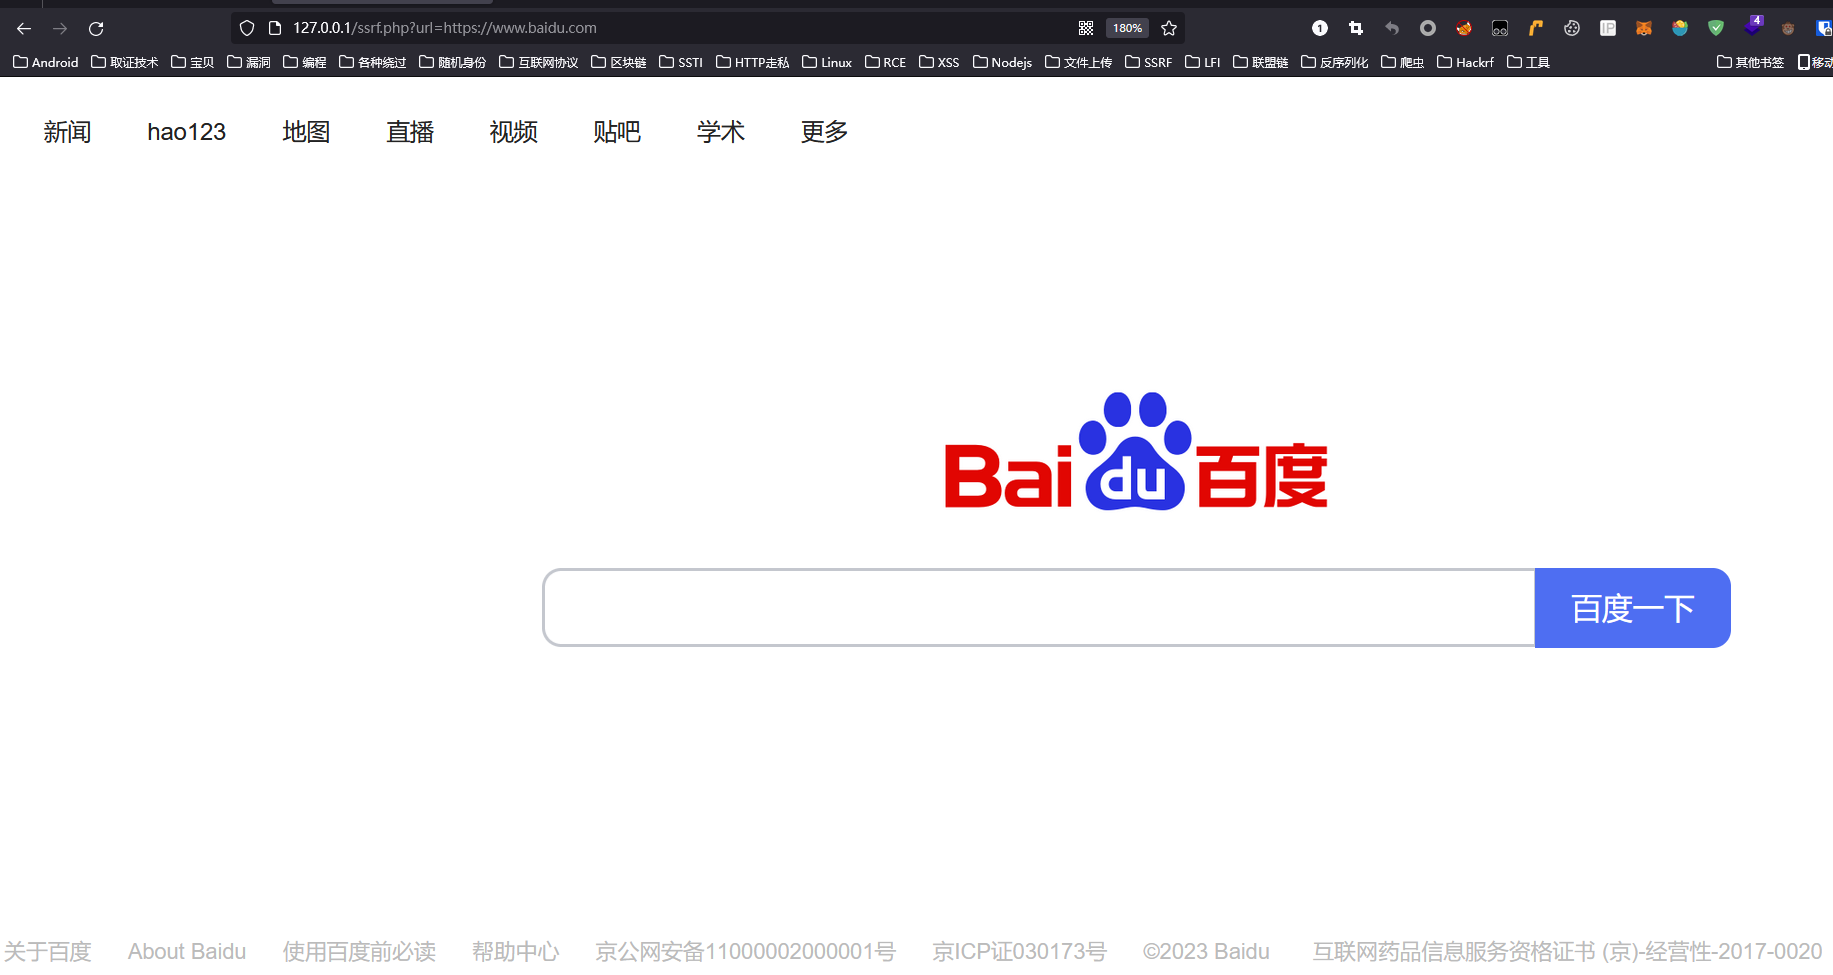 127.0.0.1/ssrf.php?url=https://www.baidu.com 180% 1 IP 4
Android 取证技术 宝贝 漏洞 编程 各种绕过 随机身份 互联网协议 区块链 SSTI HTTP走私 Linux RCE XSS Nodejs 文件上传 SSRF LFI 联盟链 反序列化 爬虫 Hackrf 工具 其他书签 移动
新闻 hao123 地图 直播 视频 贴吧 学术 更多
Bai du 百度
百度一下
关于百度 About Baidu 使用百度前必读 帮助中心 京公网安备11000002000001号 京ICP证030173号 ©2023 Baidu 互联网药品信息服务资格证书 (京)-经营性-2017-0020